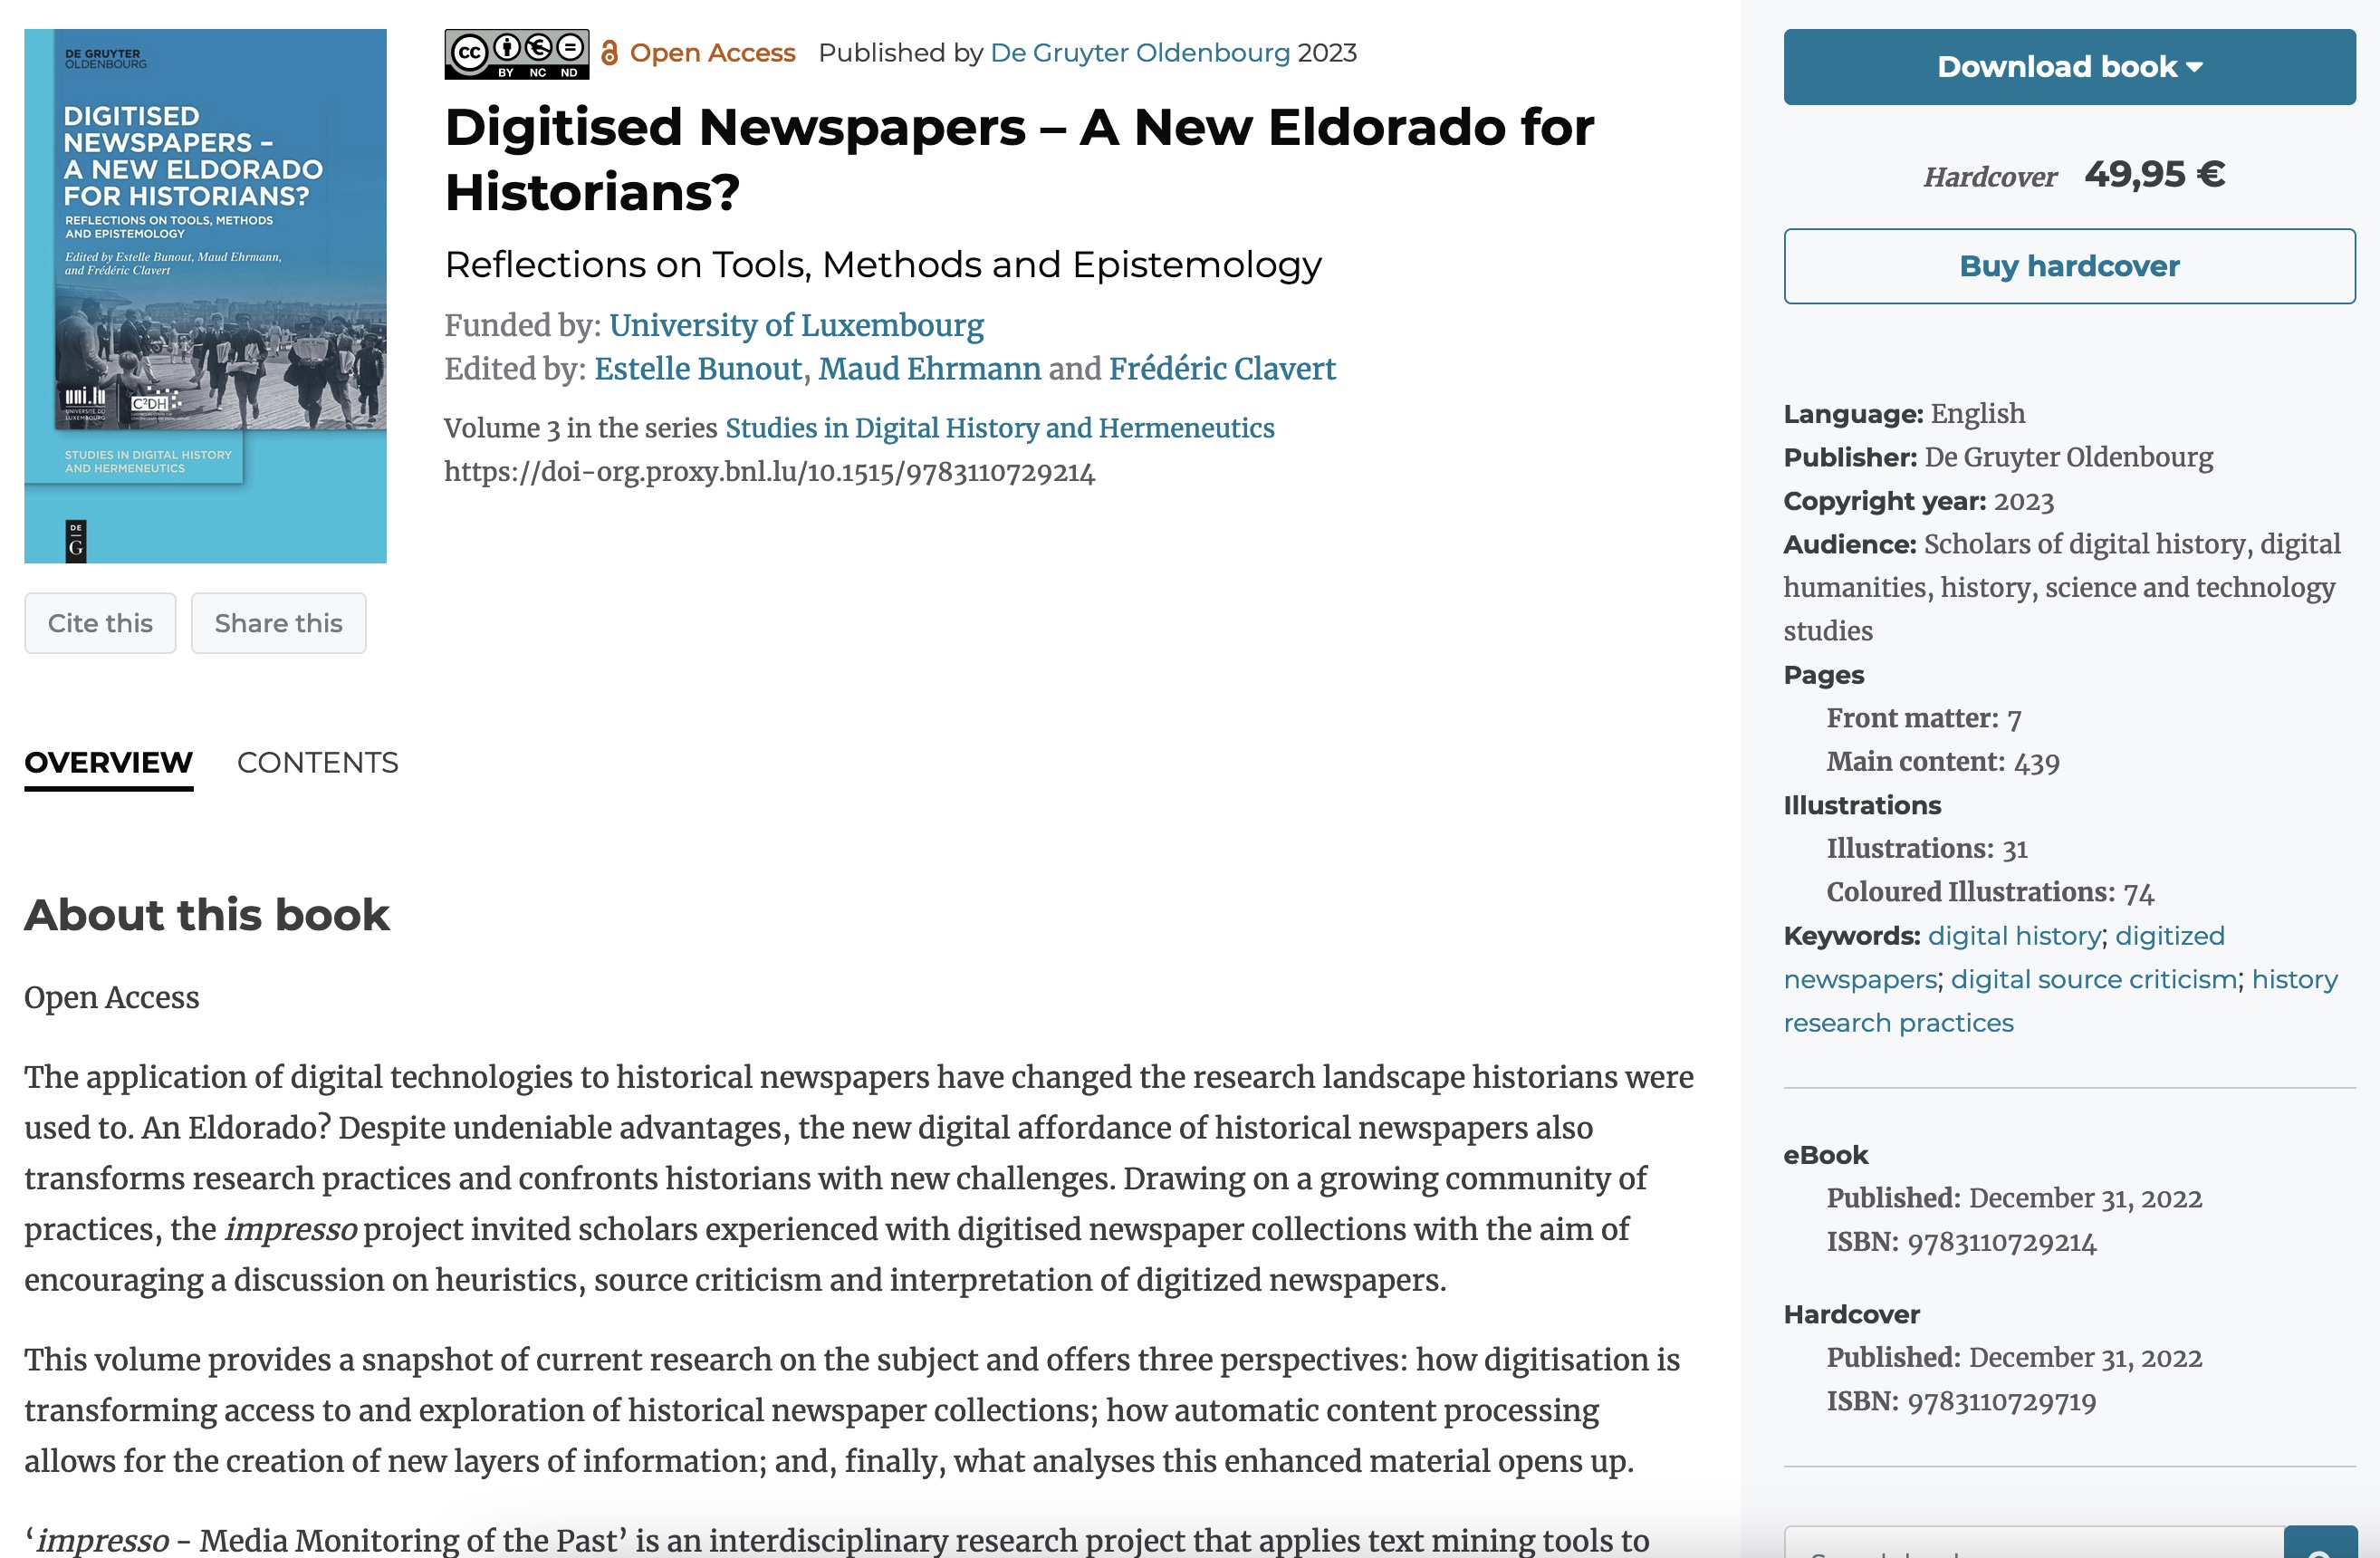 DE GRUYTER
OLDENBOURG
DIGITISED
NEWSPAPERS –
A NEW ELDORADO
FOR HISTORIANS?
REFLECTIONS ON TOOLS, METHODS
AND EPISTEMOLOGY
Edited by Estelle Bunout, Maud Ehrmann,
and Frédéric Clavert
uni.lu
UNIVERSITÉ DU
LUXEMBOURG
C²DH
STUDIES IN DIGITAL HISTORY
AND HERMENEUTICS
DE
G
Cite this Share this
cc BY NC ND Open Access Published by De Gruyter Oldenbourg 2023
Digitised Newspapers – A New Eldorado for
Historians?
Reflections on Tools, Methods and Epistemology
Funded by: University of Luxembourg
Edited by: Estelle Bunout, Maud Ehrmann and Frédéric Clavert
Volume 3 in the series Studies in Digital History and Hermeneutics
https://doi-org.proxy.bnl.lu/10.1515/9783110729214
OVERVIEW CONTENTS
About this book
Open Access
The application of digital technologies to historical newspapers have changed the research landscape historians were
used to. An Eldorado? Despite undeniable advantages, the new digital affordance of historical newspapers also
transforms research practices and confronts historians with new challenges. Drawing on a growing community of
practices, the impresso project invited scholars experienced with digitised newspaper collections with the aim of
encouraging a discussion on heuristics, source criticism and interpretation of digitized newspapers.
This volume provides a snapshot of current research on the subject and offers three perspectives: how digitisation is
transforming access to and exploration of historical newspaper collections; how automatic content processing
allows for the creation of new layers of information; and, finally, what analyses this enhanced material opens up.
‘impresso - Media Monitoring of the Past’ is an interdisciplinary research project that applies text mining tools to
Download book
Hardcover 49,95 €
Buy hardcover
Language: English
Publisher: De Gruyter Oldenbourg
Copyright year: 2023
Audience: Scholars of digital history, digital
humanities, history, science and technology
studies
Pages
Front matter: 7
Main content: 439
Illustrations
Illustrations: 31
Coloured Illustrations: 74
Keywords: digital history; digitized
newspapers; digital source criticism; history
research practices
eBook
Published: December 31, 2022
ISBN: 9783110729214
Hardcover
Published: December 31, 2022
ISBN: 9783110729719